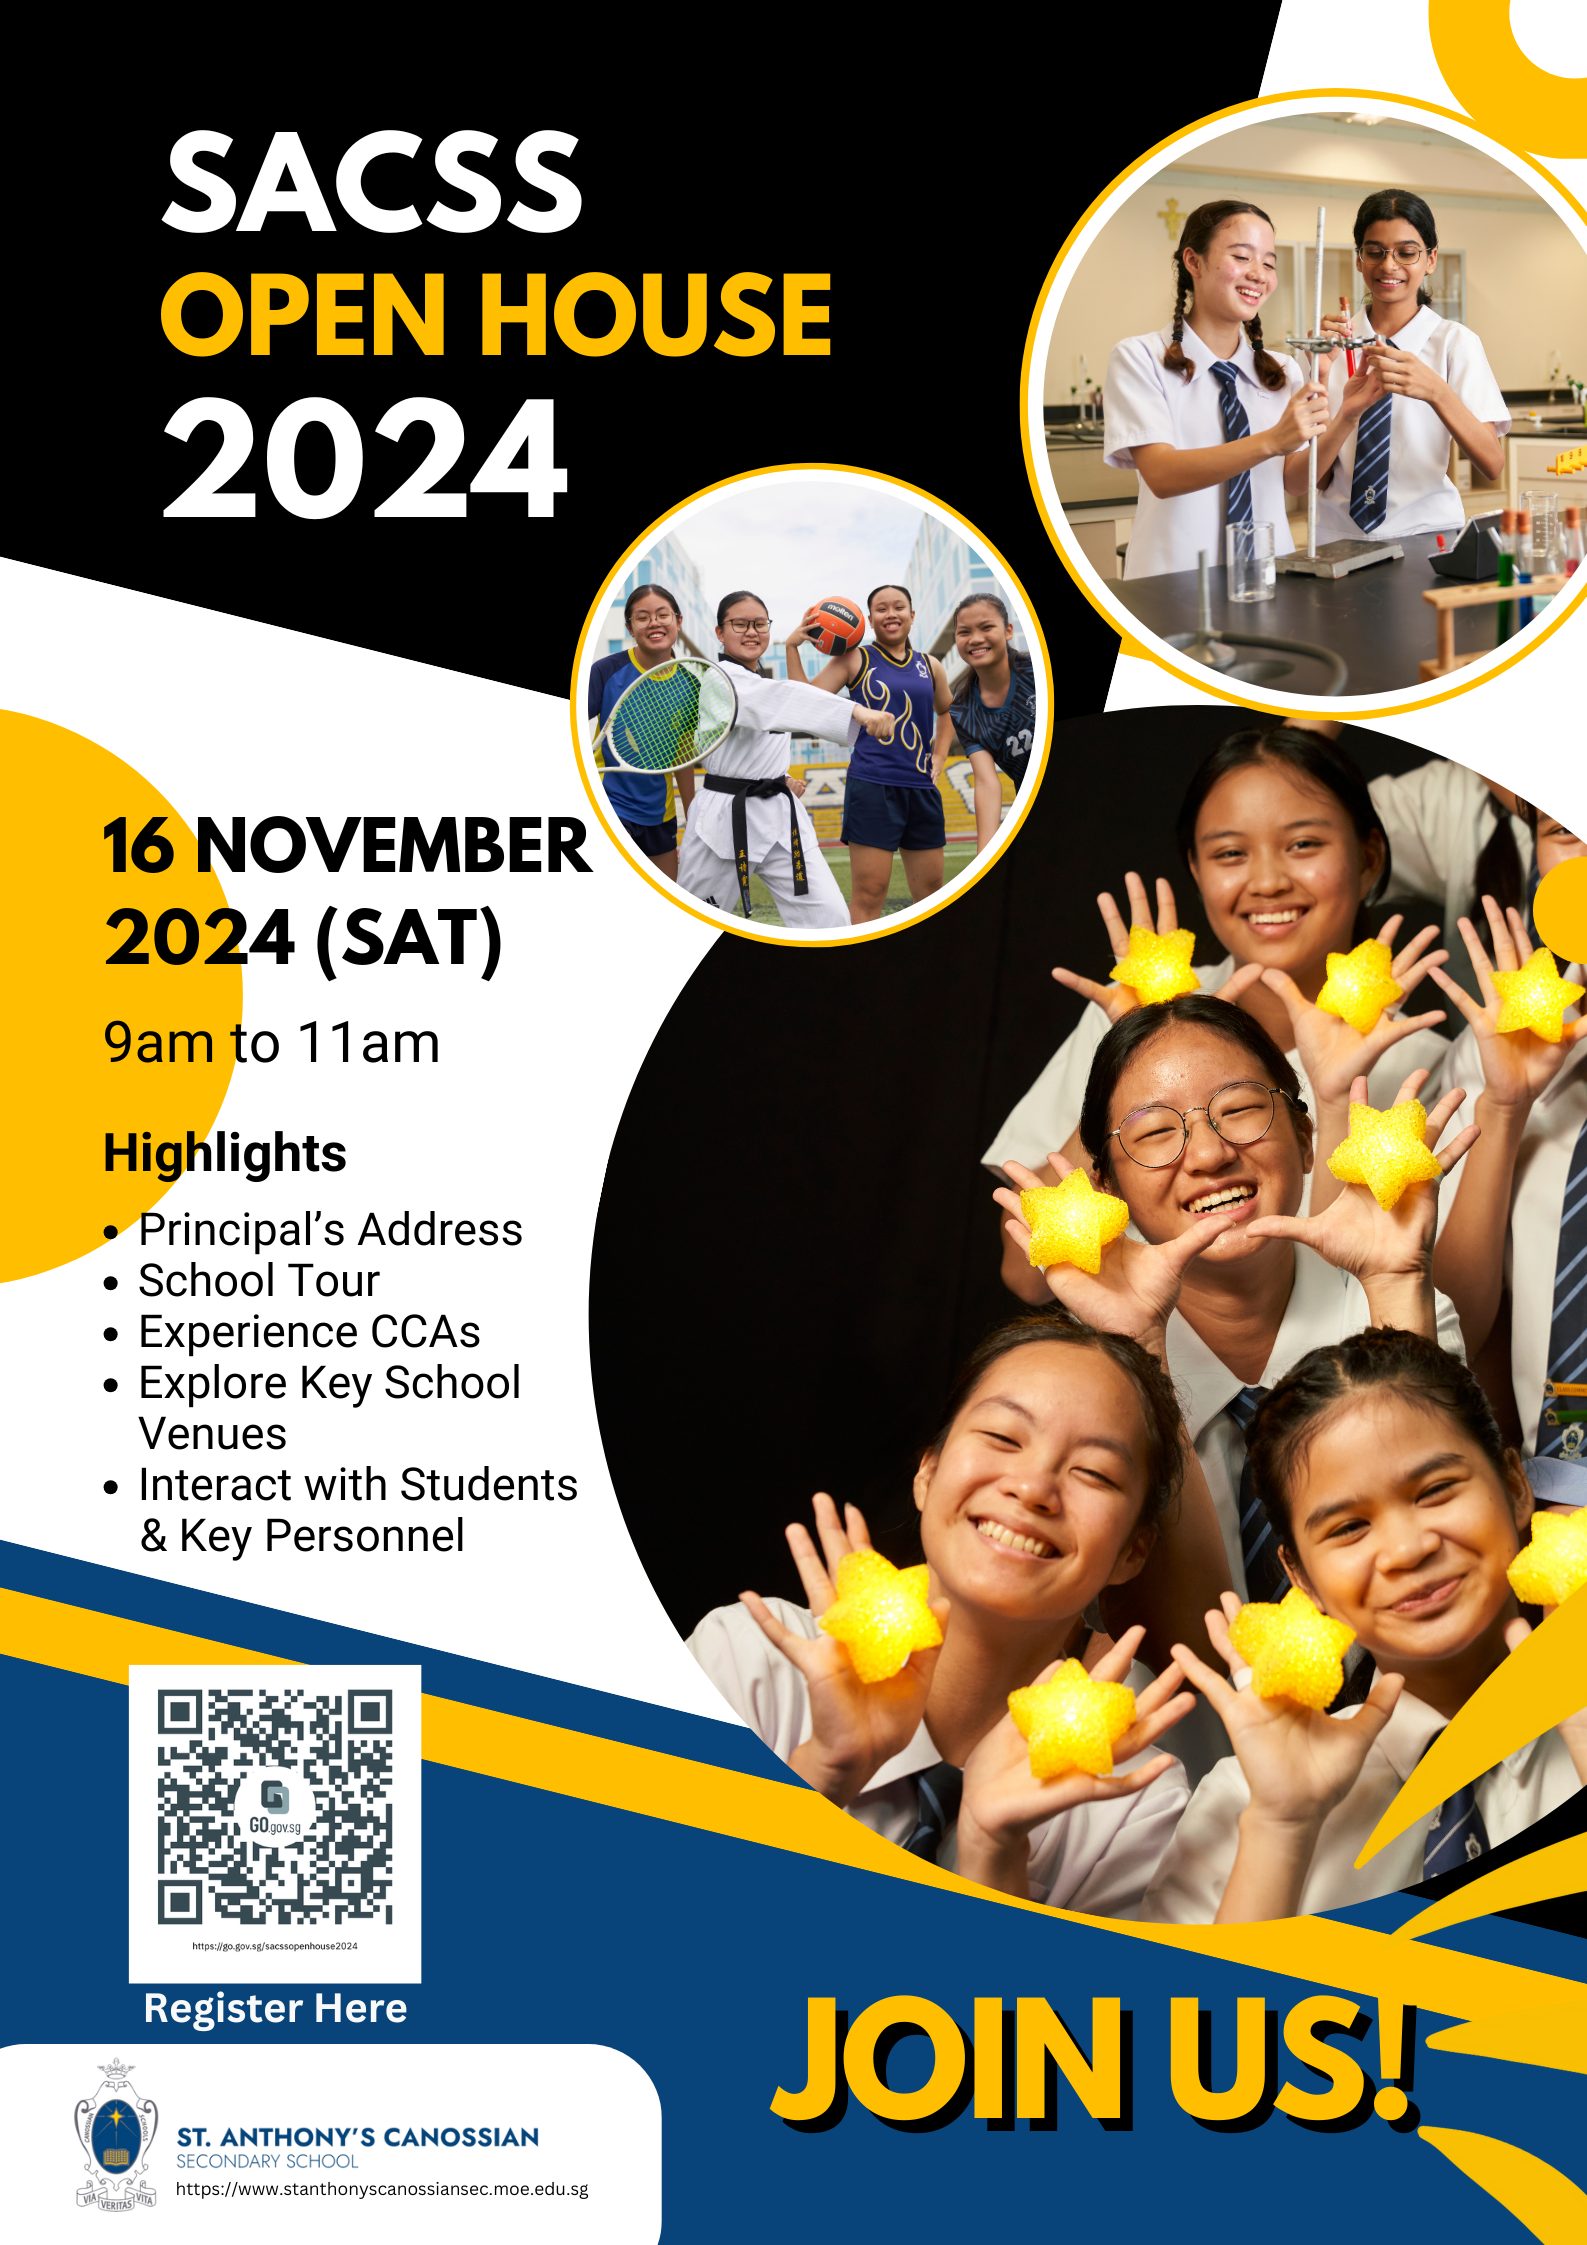 SACSS
OPEN HOUSE
2024
molten
22
16 NOVEMBER
2024 (SAT)
9am to 11am
Highlights
• Principal's Address
• School Tour
• Experience CCAs
• Explore Key School
Venues
• Interact with Students
& Key Personnel
GO.gov.sg
https://go.gov.sg/sacssopenhouse2024
Register Here
JOIN US!
CANOSSIAN SCHOOLS
VIA VERITAS VITA
ST. ANTHONY'S CANOSSIAN
SECONDARY SCHOOL
https://www.stanthonyscanossiansec.moe.edu.sg